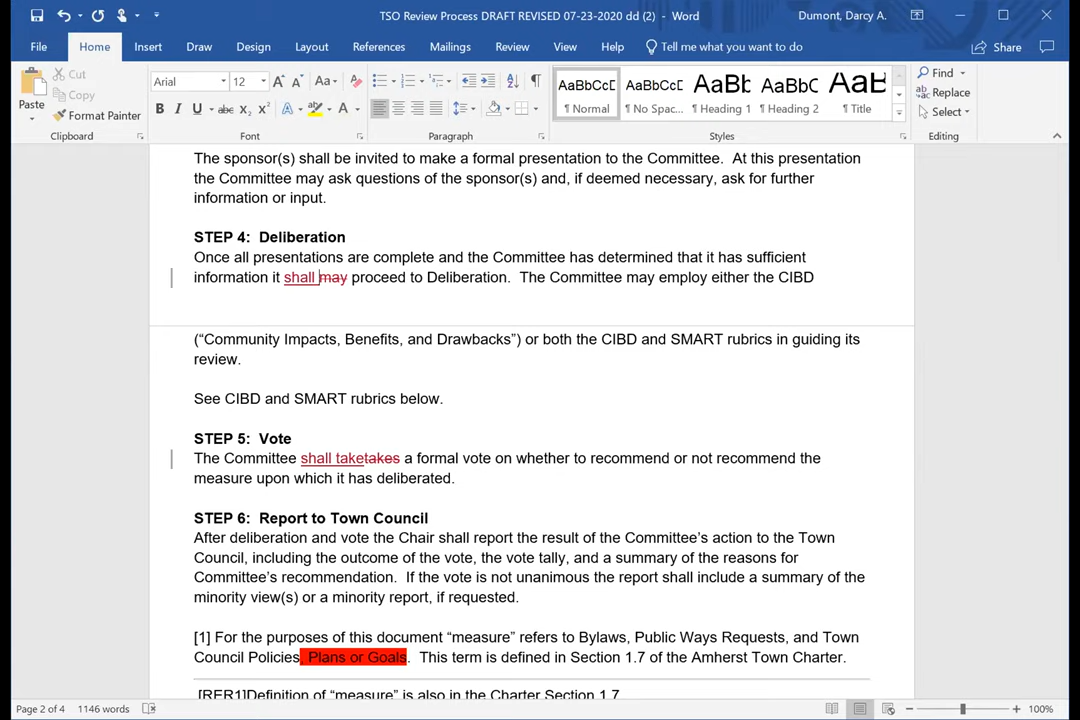 TSO Review Process DRAFT REVISED 07-23-2020 dd (2) - Word
Dumont, Darcy A.
File Home Insert Draw Design Layout References Mailings Review View Help Tell me what you want to do Share
Paste Cut Copy Format Painter
Arial 12 Aa
B I U abc X2 X2 A A
AaBbCcI AaBbCcI AaBb( AaBbC AaB
¶ Normal ¶ No Spac... ¶ Heading 1 ¶ Heading 2 ¶ Title
Find Replace Select
Clipboard Font Paragraph Styles Editing
The sponsor(s) shall be invited to make a formal presentation to the Committee. At this presentation
the Committee may ask questions of the sponsor(s) and, if deemed necessary, ask for further
information or input.
STEP 4: Deliberation
Once all presentations are complete and the Committee has determined that it has sufficient
information it shall may proceed to Deliberation. The Committee may employ either the CIBD
(“Community Impacts, Benefits, and Drawbacks”) or both the CIBD and SMART rubrics in guiding its
review.
See CIBD and SMART rubrics below.
STEP 5: Vote
The Committee shall taketakes a formal vote on whether to recommend or not recommend the
measure upon which it has deliberated.
STEP 6: Report to Town Council
After deliberation and vote the Chair shall report the result of the Committee’s action to the Town
Council, including the outcome of the vote, the vote tally, and a summary of the reasons for
Committee’s recommendation. If the vote is not unanimous the report shall include a summary of the
minority view(s) or a minority report, if requested.
[1] For the purposes of this document “measure” refers to Bylaws, Public Ways Requests, and Town
Council Policies, Plans or Goals. This term is defined in Section 1.7 of the Amherst Town Charter.
[RER1]Definition of “measure” is also in the Charter Section 1.7
Page 2 of 4 1146 words 100%